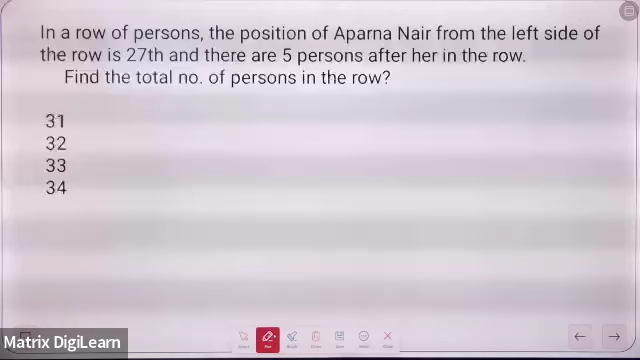 In a row of persons, the position of Aparna Nair from the left side of
the row is 27th and there are 5 persons after her in the row.
Find the total no. of persons in the row?
31
32
33
34
Matrix DigiLearn